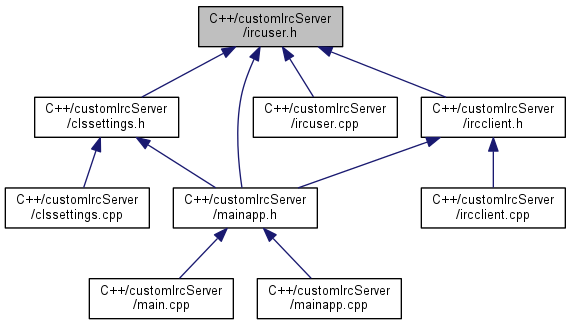 C++/customIrcServer
/ircuser.h
C++/customIrcServer
/clssettings.h
C++/customIrcServer
/ircuser.cpp
C++/customIrcServer
/ircclient.h
C++/customIrcServer
/clssettings.cpp
C++/customIrcServer
/mainapp.h
C++/customIrcServer
/ircclient.cpp
C++/customIrcServer
/main.cpp
C++/customIrcServer
/mainapp.cpp